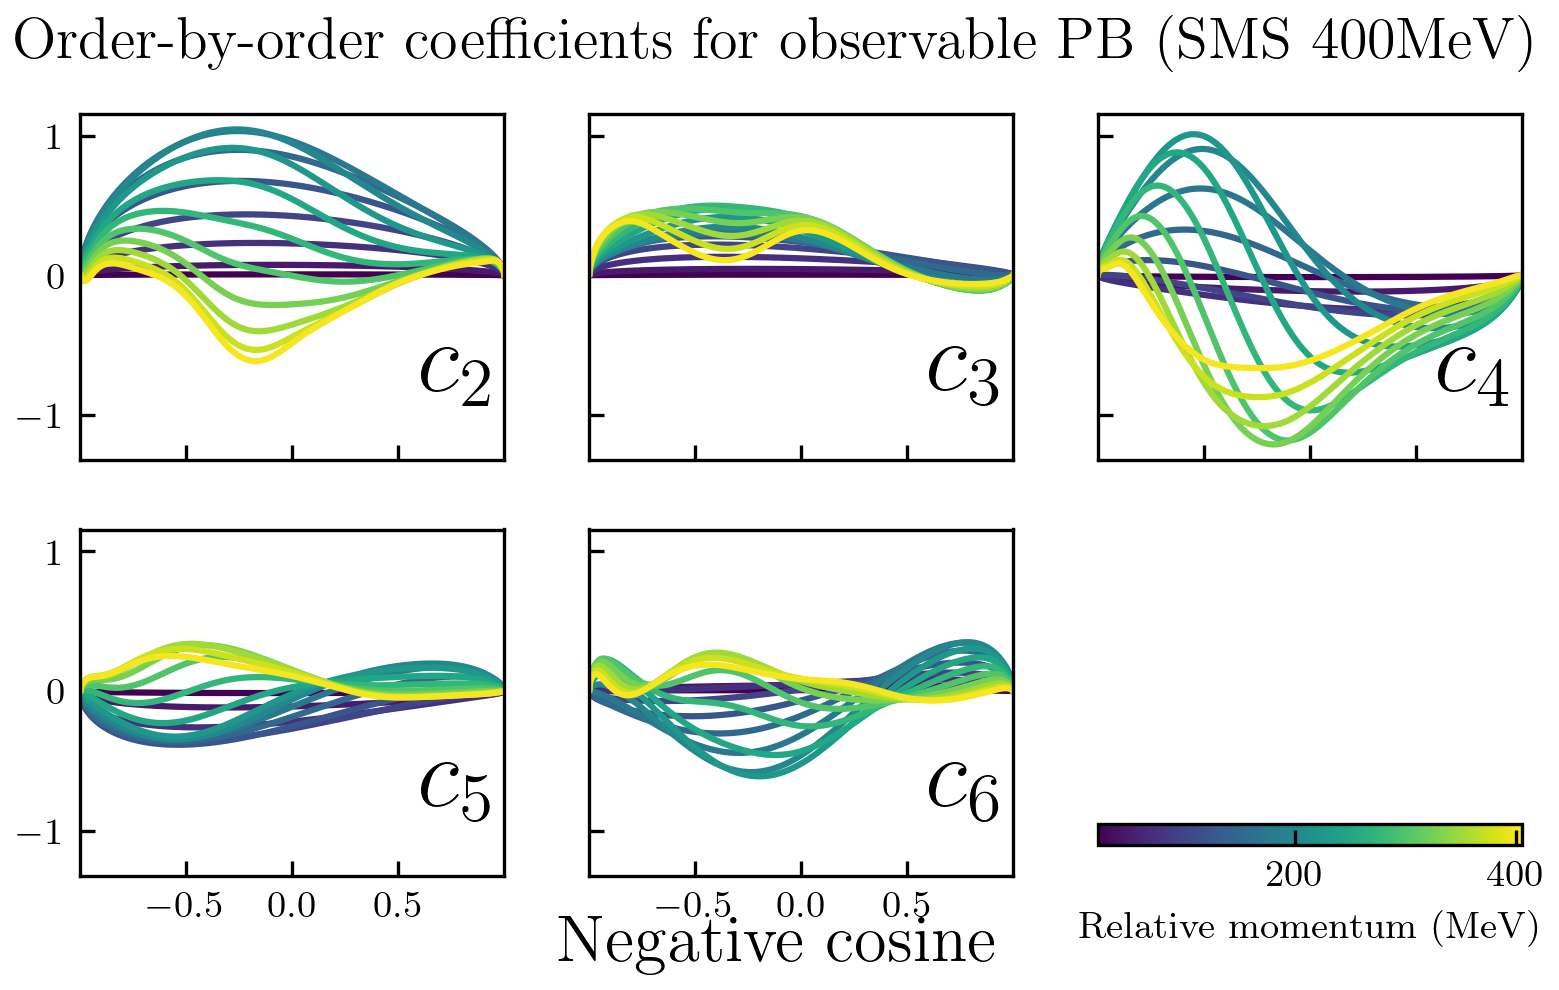 Order-by-order coefficients for observable PB (SMS 400MeV)
1
0
−1
c2
c3
c4
1
0
−1
c5
c6
−0.5 0.0 0.5
−0.5 0.0 0.5
Negative cosine
200 400
Relative momentum (MeV)